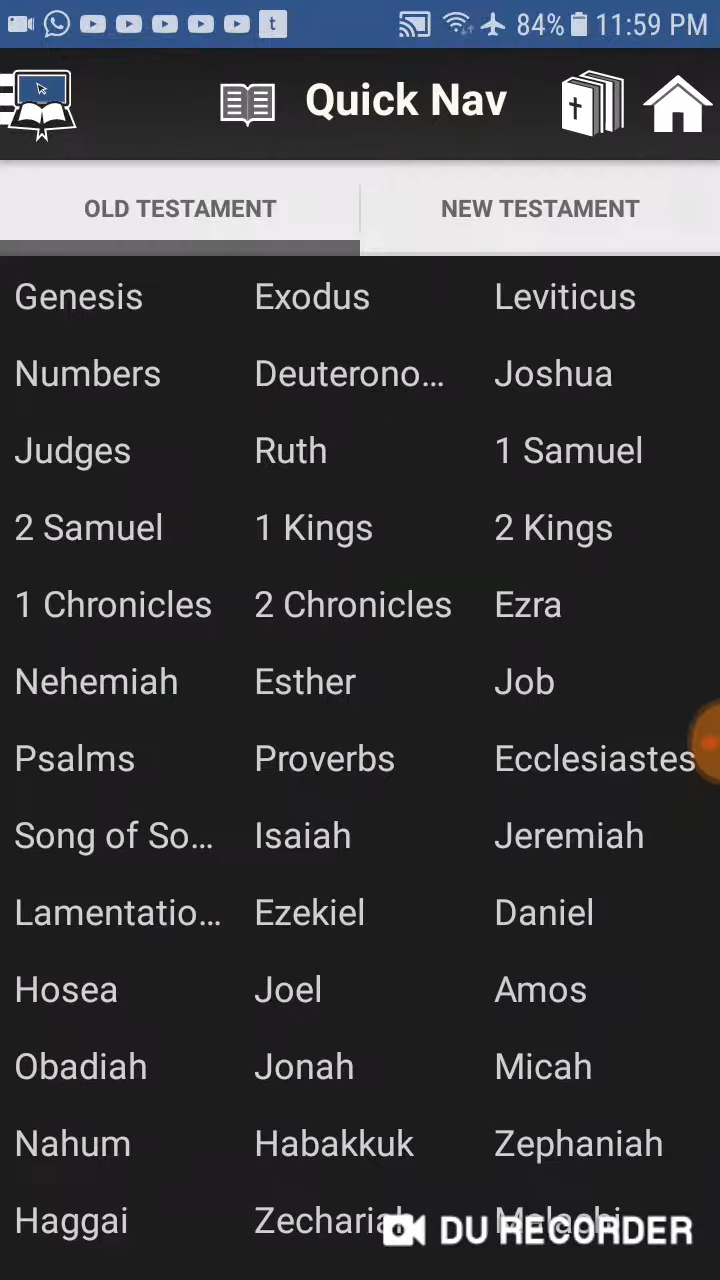 84% 11:59 PM
Quick Nav
OLD TESTAMENT NEW TESTAMENT
Genesis Exodus Leviticus
Numbers Deuterono... Joshua
Judges Ruth 1 Samuel
2 Samuel 1 Kings 2 Kings
1 Chronicles 2 Chronicles Ezra
Nehemiah Esther Job
Psalms Proverbs Ecclesiastes
Song of So... Isaiah Jeremiah
Lamentatio... Ezekiel Daniel
Hosea Joel Amos
Obadiah Jonah Micah
Nahum Habakkuk Zephaniah
Haggai Zechariah Malachi
DU RECORDER